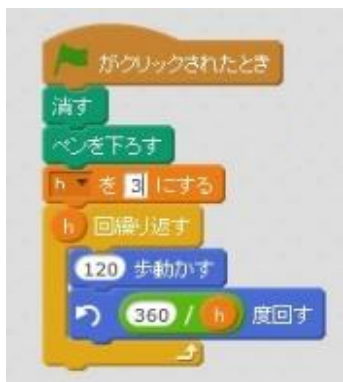 がクリックされたとき
消す
ペンを下ろす
h を 3 にする
h 回繰り返す
120 歩動かす
360 / h 度回す